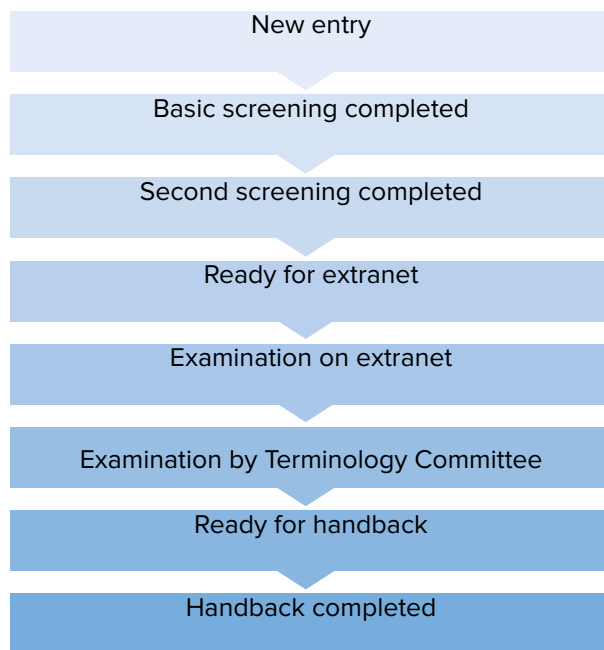 New entry
Basic screening completed
Second screening completed
Ready for extranet
Examination on extranet
Examination by Terminology Committee
Ready for handback
Handback completed